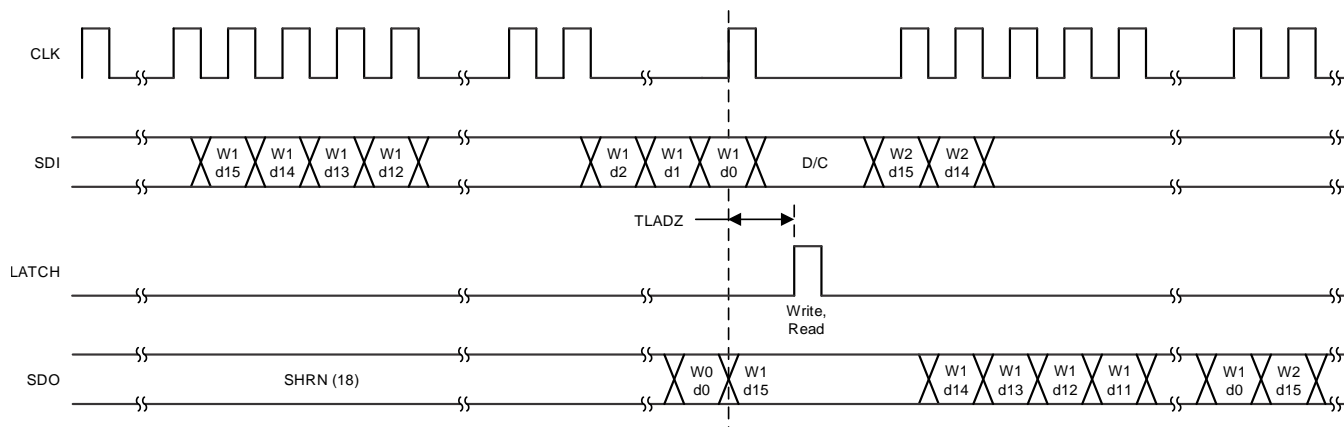 CLK
SDI
W1 W1 W1 W1 W1 W1 W1 D/C W2 W2
d15 d14 d13 d12 d2 d1 d0 d15 d14
TLADZ
LATCH
Write,
Read
SDO
SHRN (18)
W0 W1 W1 W1 W1 W1 W1 W2
d0 d15 d14 d13 d12 d11 d0 d15